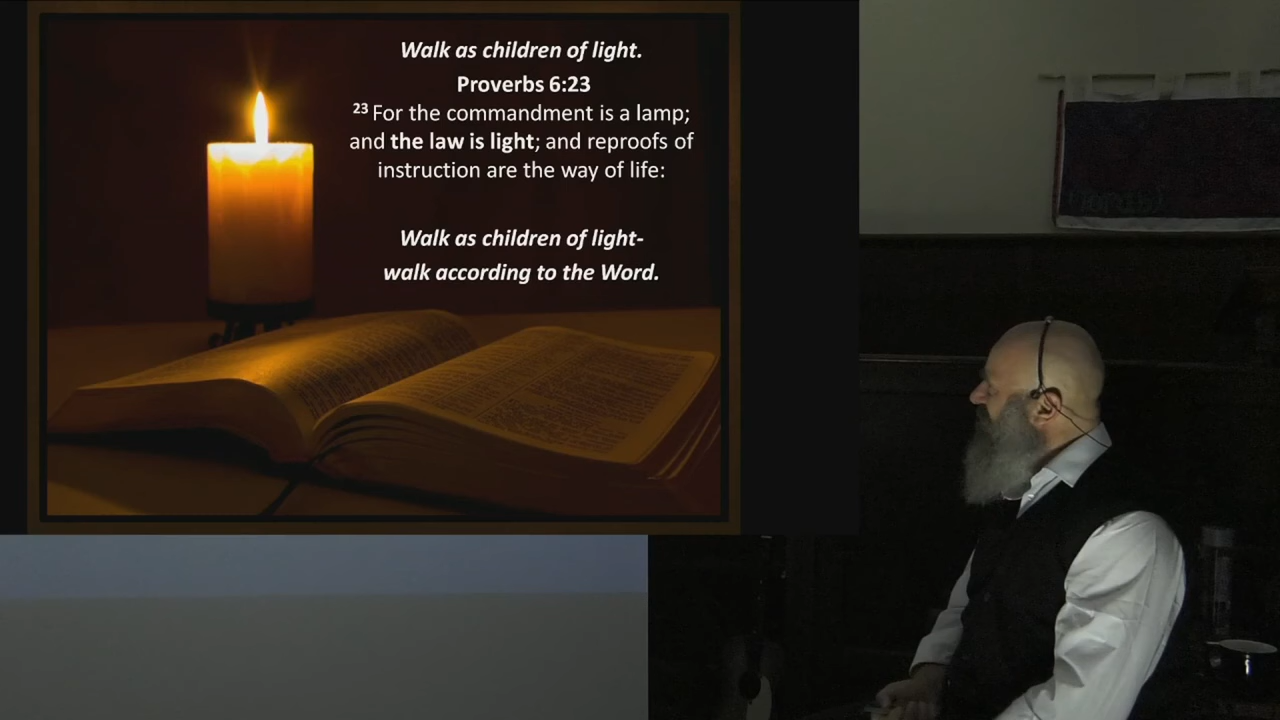 Walk as children of light.
Proverbs 6:23
23 For the commandment is a lamp;
and the law is light; and reproofs of
instruction are the way of life:
Walk as children of light-
walk according to the Word.